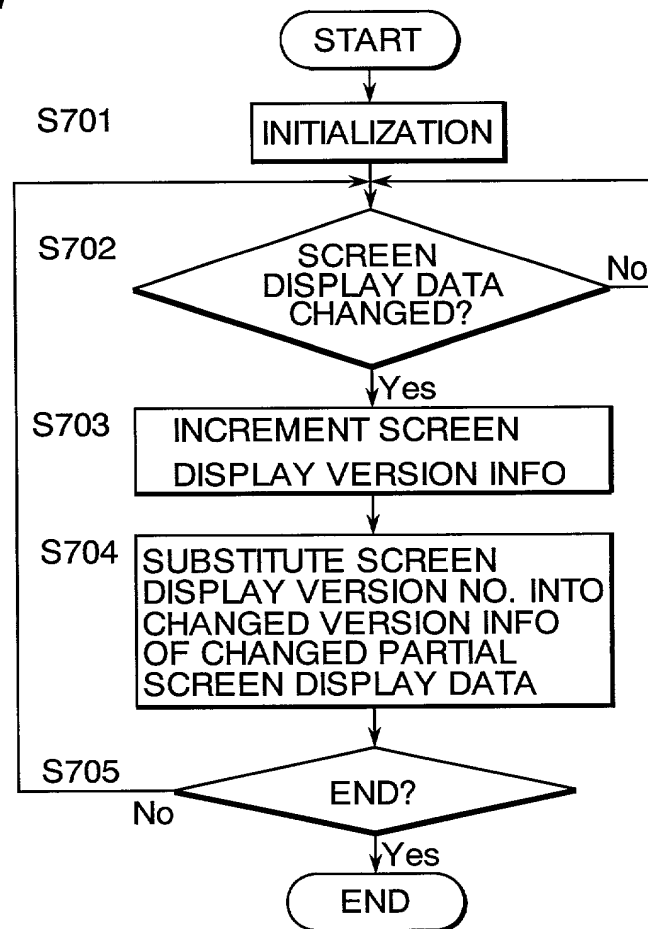 START
S701
INITIALIZATION
S702
SCREEN
DISPLAY DATA
CHANGED?
No
Yes
S703
INCREMENT SCREEN
DISPLAY VERSION INFO
S704
SUBSTITUTE SCREEN
DISPLAY VERSION NO. INTO
CHANGED VERSION INFO
OF CHANGED PARTIAL
SCREEN DISPLAY DATA
S705
END?
No
Yes
END